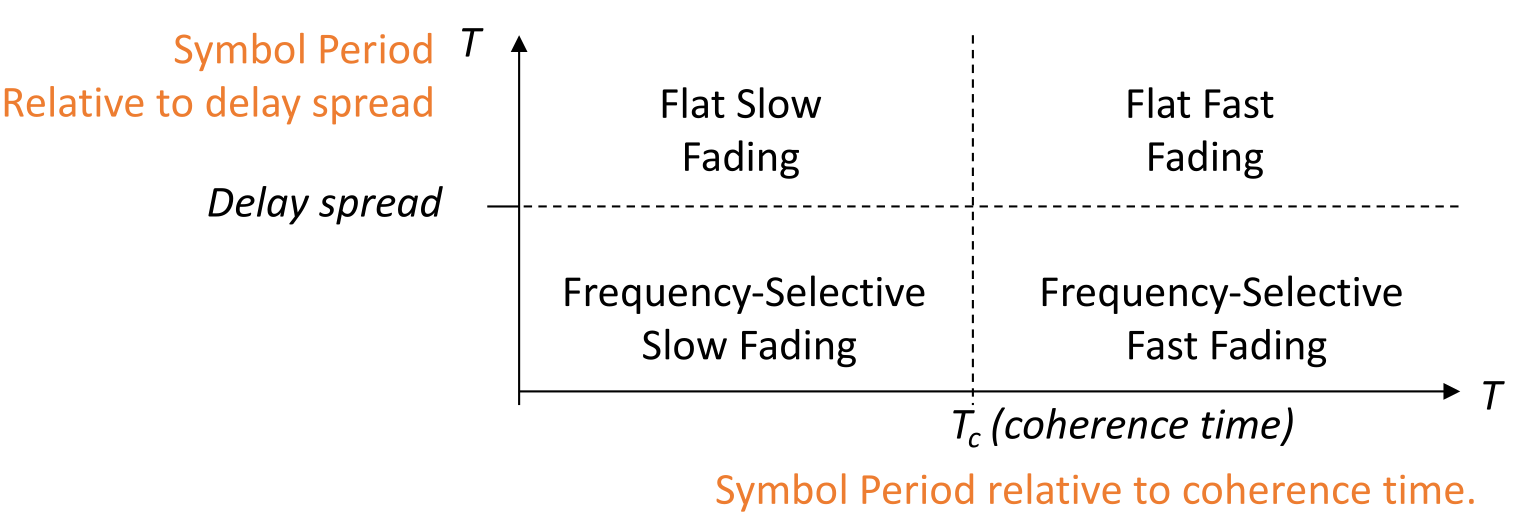 Symbol Period
Relative to delay spread
T
Flat Slow
Fading
Flat Fast
Fading
Delay spread
Frequency-Selective
Slow Fading
Frequency-Selective
Fast Fading
T
Tc (coherence time)
Symbol Period relative to coherence time.